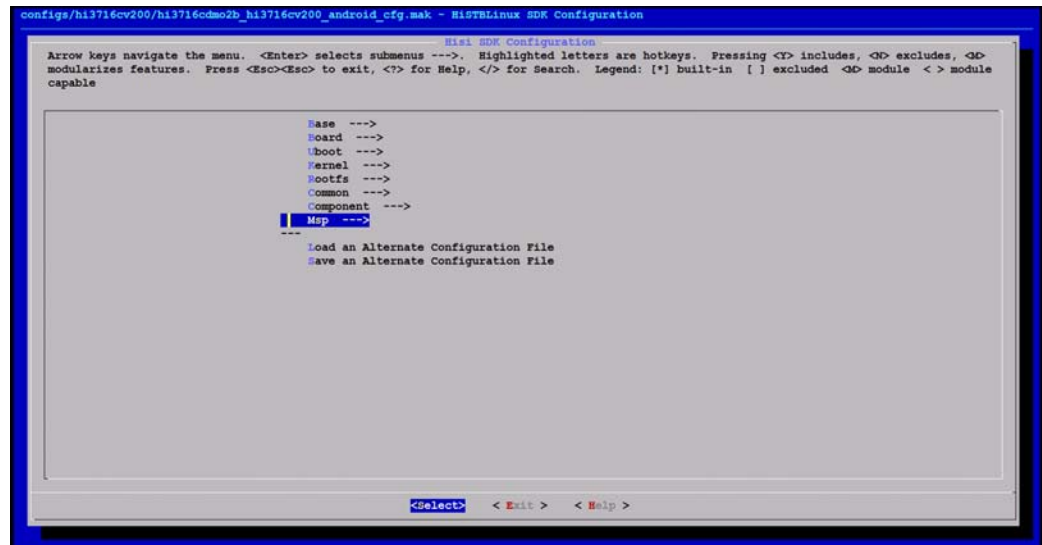 configs/hi3716cv200/hi3716cdmo2b_hi3716cv200_android_cfg.mak - HiSTBLinux SDK Configuration
Hisi SDK Configuration
Arrow keys navigate the menu. <Enter> selects submenus --->. Highlighted letters are hotkeys. Pressing <Y> includes, <N> excludes, <M>
modularizes features. Press <Esc><Esc> to exit, <?> for Help, </> for Search. Legend: [*] built-in [ ] excluded <M> module < > module
capable
Base --->
Board --->
Uboot --->
Kernel --->
Rootfs --->
Common --->
Component --->
Msp --->
---
Load an Alternate Configuration File
Save an Alternate Configuration File
<Select> < Exit > < Help >